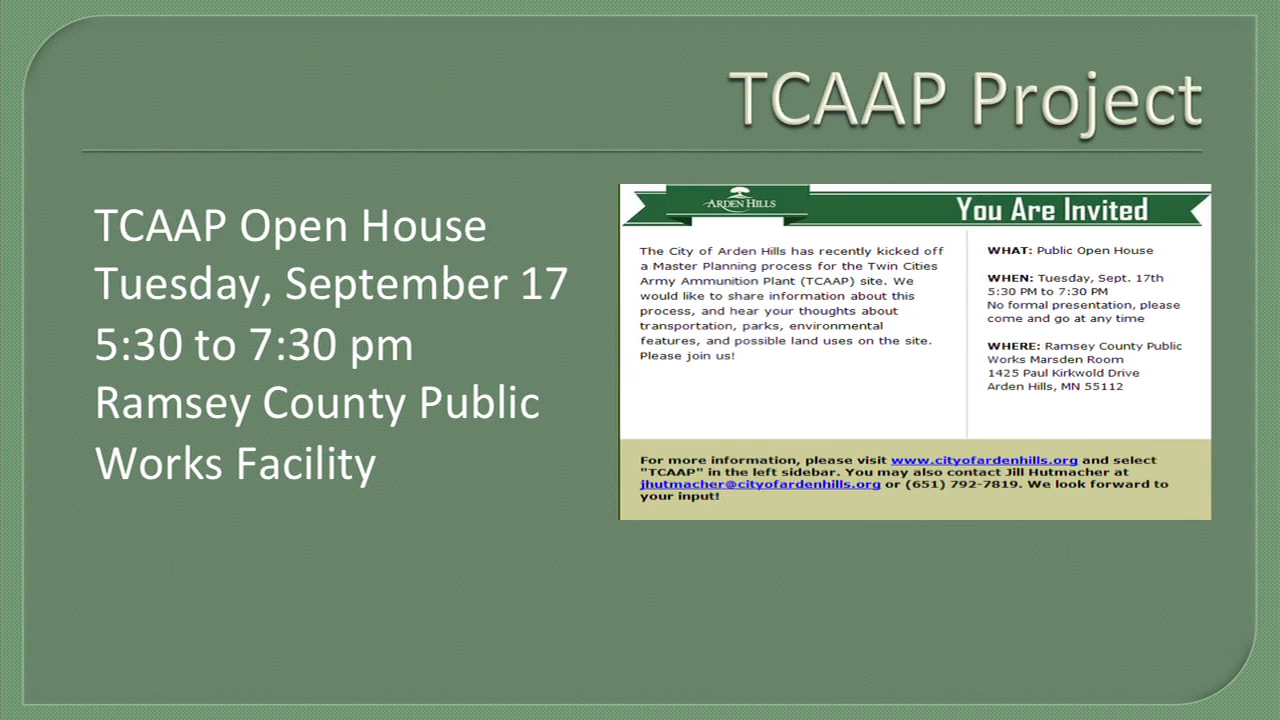 TCAAP Project
TCAAP Open House
Tuesday, September 17
5:30 to 7:30 pm
Ramsey County Public
Works Facility
ARDEN HILLS
You Are Invited
The City of Arden Hills has recently kicked off
a Master Planning process for the Twin Cities
Army Ammunition Plant (TCAAP) site. We
would like to share information about this
process, and hear your thoughts about
transportation, parks, environmental
features, and possible land uses on the site.
Please join us!
WHAT: Public Open House
WHEN: Tuesday, Sept. 17th
5:30 PM to 7:30 PM
No formal presentation, please
come and go at any time
WHERE: Ramsey County Public
Works Marsden Room
1425 Paul Kirkwold Drive
Arden Hills, MN 55112
For more information, please visit www.cityofardenhills.org and select
"TCAAP" in the left sidebar. You may also contact Jill Hutmacher at
jhutmacher@cityofardenhills.org or (651) 792-7819. We look forward to
your input!